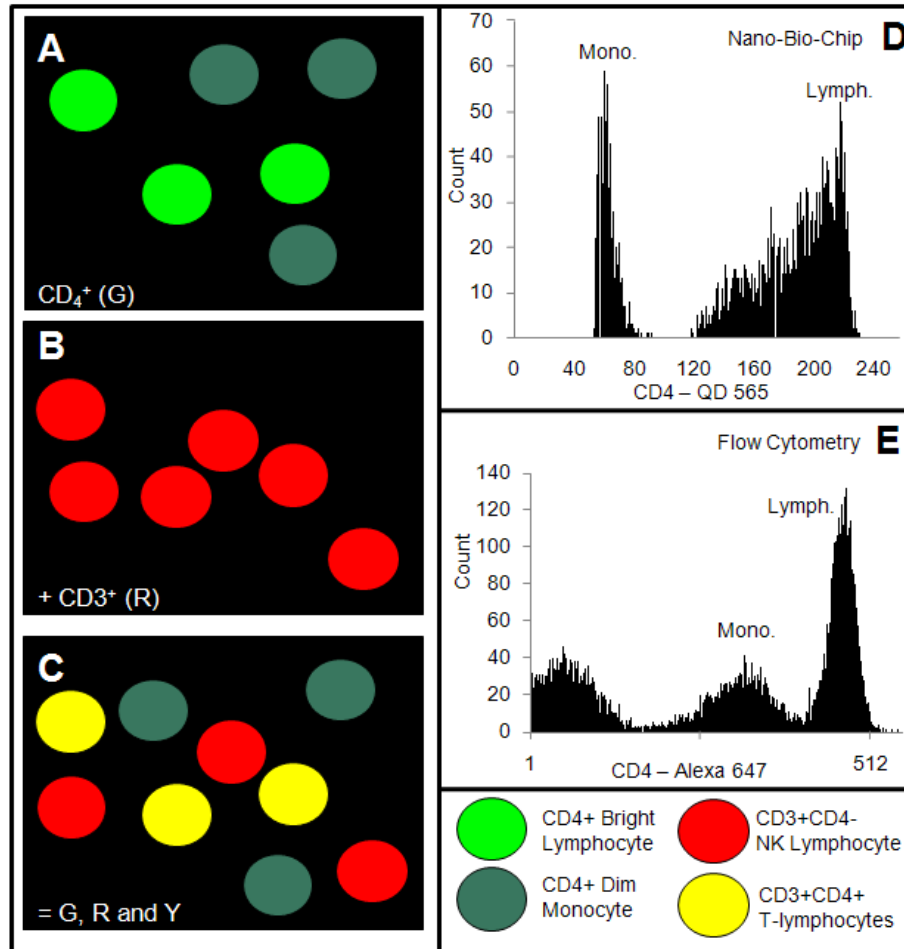 A
CD₄⁺ (G)
B
+ CD3⁺ (R)
C
= G, R and Y
D
Nano-Bio-Chip
Mono.
Lymph.
Count
70
60
50
40
30
20
10
0
0 40 80 120 160 200 240
CD4 – QD 565
E
Flow Cytometry
Lymph.
Mono.
Count
140
120
100
80
60
40
20
0
1 512
CD4 – Alexa 647
CD4+ Bright
Lymphocyte
CD3+CD4-
NK Lymphocyte
CD4+ Dim
Monocyte
CD3+CD4+
T-lymphocytes